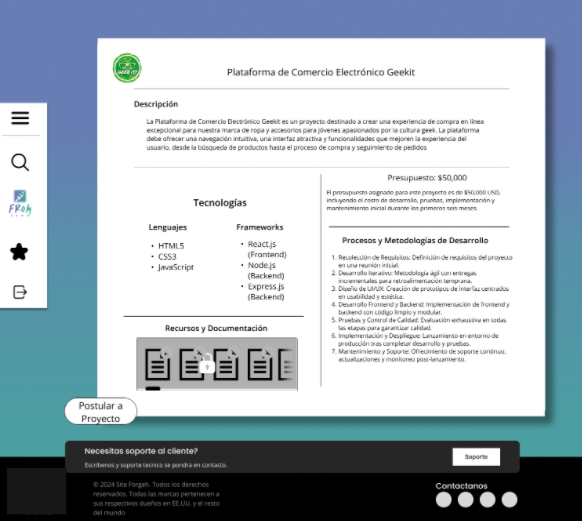 GEEK IT!
Plataforma de Comercio Electrónico Geekit
Descripción
La Plataforma de Comercio Electrónico Geekit es un proyecto destinado a crear una experiencia de compra en línea
excepcional para nuestra marca de ropa y accesorios para jóvenes apasionados por la cultura geek. La plataforma
debe ofrecer una navegación intuitiva, una interfaz atractiva y funcionalidades que mejoren la experiencia del
usuario, desde la búsqueda de productos hasta el proceso de compra y seguimiento de pedidos
Tecnologías
Lenguajes
• HTML5
• CSS3
• JavaScript
Frameworks
• React.js
(Frontend)
• Node.js
(Backend)
• Express.js
(Backend)
Recursos y Documentación
Presupuesto: $50,000
El presupuesto asignado para este proyecto es de $50,000 USD,
incluyendo el costo de desarrollo, pruebas, implementación y
mantenimiento inicial durante los primeros seis meses.
Procesos y Metodologías de Desarrollo
1. Recolección de Requisitos: Definición de requisitos del proyecto
en una reunión inicial.
2. Desarrollo Iterativo: Metodología ágil con entregas
incrementales para retroalimentación temprana.
3. Diseño de UI/UX: Creación de prototipos de interfaz centrados
en usabilidad y estética.
4. Desarrollo Frontend y Backend: Implementación de frontend y
backend con código limpio y modular.
5. Pruebas y Control de Calidad: Evaluación exhaustiva en todas
las etapas para garantizar calidad.
6. Implementación y Despliegue: Lanzamiento en entorno de
producción tras completar desarrollo y pruebas.
7. Mantenimiento y Soporte: Ofrecimiento de soporte continuo,
actualizaciones y monitoreo post-lanzamiento.
Postular a
Proyecto
Necesitas soporte al cliente?
Escribenos y soporte tecnico se pondra en contacto.
Soporte
© 2024 Site Forgeh. Todos los derechos
reservados. Todas las marcas pertenecen a
sus respectivos dueños en EE.UU. y el resto
del mundo
Contactanos